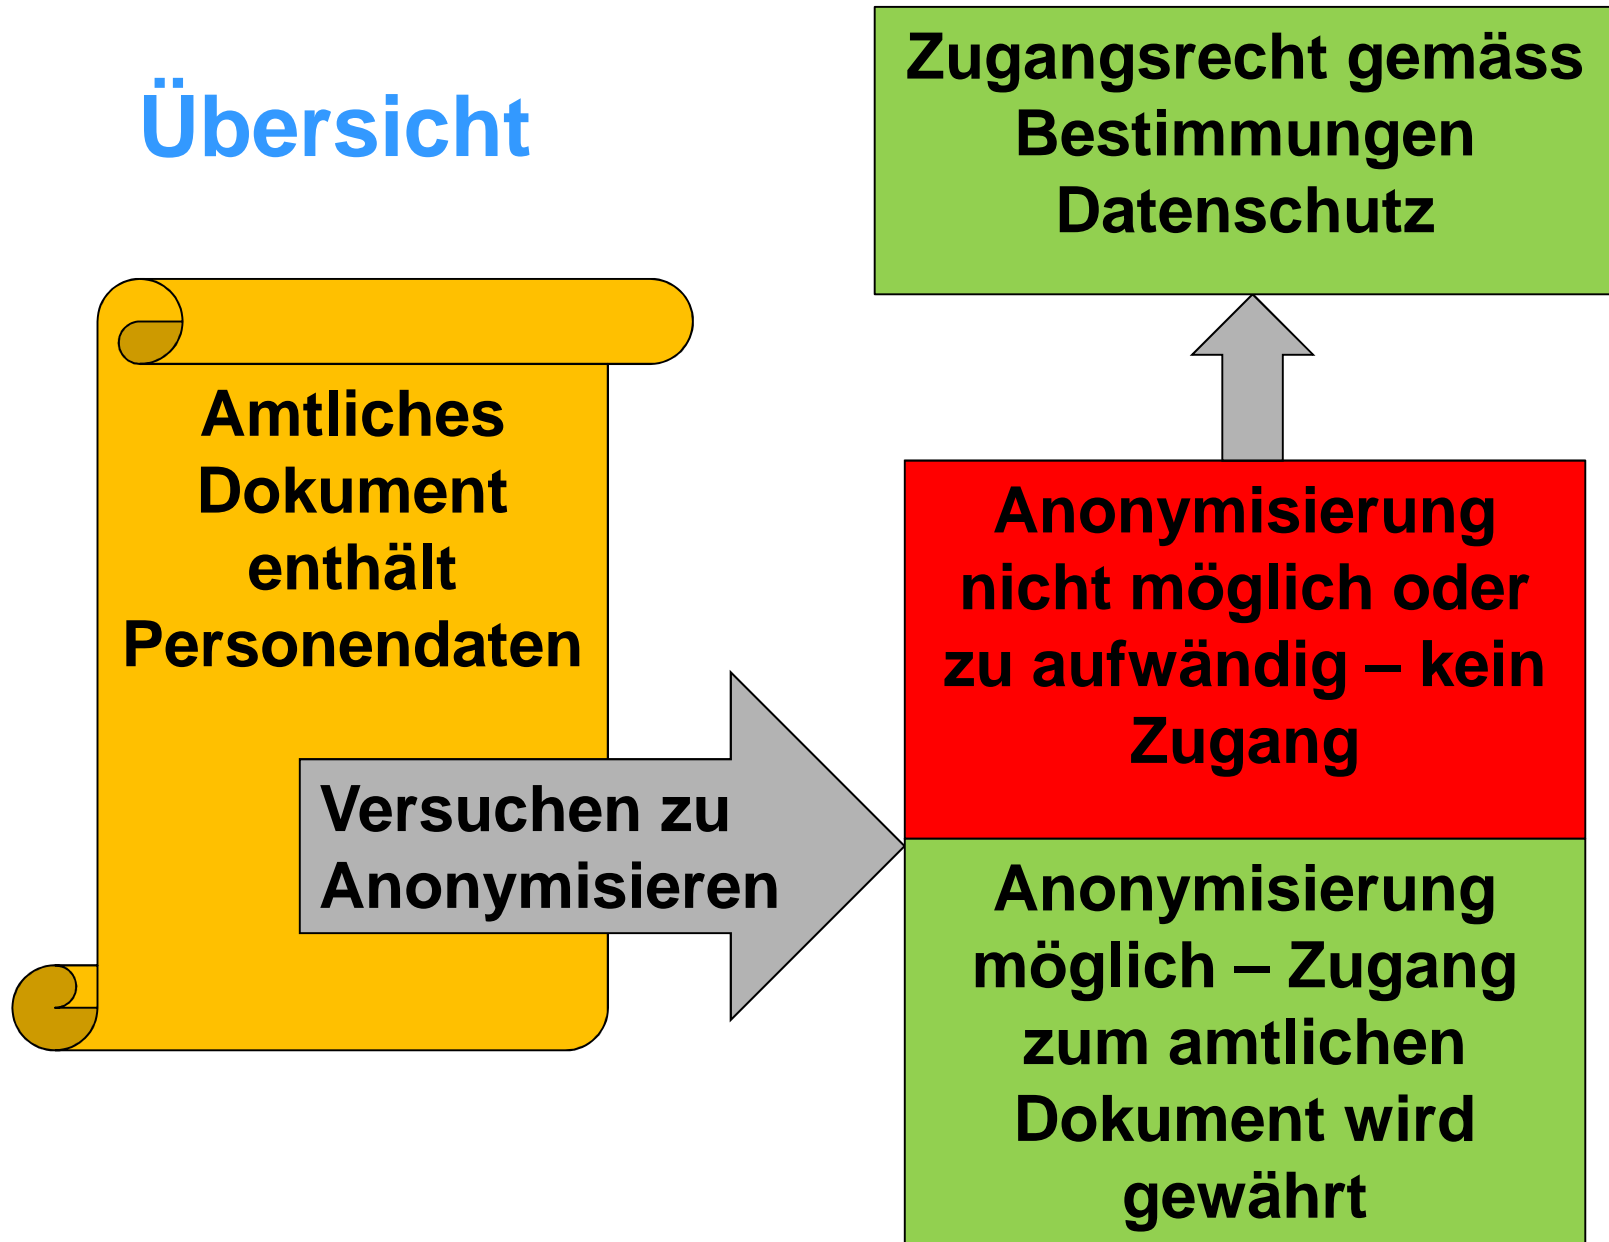 Übersicht
Amtliches
Dokument
enthält
Personendaten
Versuchen zu
Anonymisieren
Zugangsrecht gemäss
Bestimmungen
Datenschutz
Anonymisierung
nicht möglich oder
zu aufwändig – kein
Zugang
Anonymisierung
möglich – Zugang
zum amtlichen
Dokument wird
gewährt